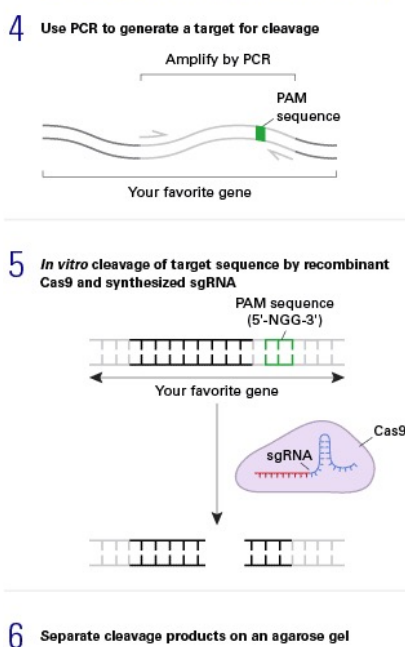 4 Use PCR to generate a target for cleavage
Amplify by PCR
PAM
sequence
Your favorite gene
5 In vitro cleavage of target sequence by recombinant
Cas9 and synthesized sgRNA
PAM sequence
(5'-NGG-3')
Your favorite gene
Cas9
sgRNA
6 Separate cleavage products on an agarose gel